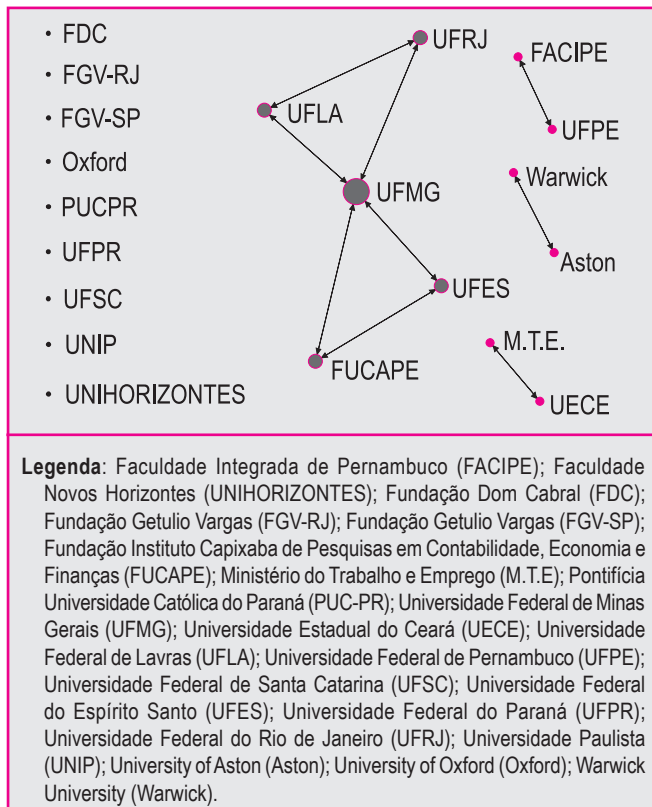 • FDC
• FGV-RJ
• FGV-SP
• Oxford
• PUCPR
• UFPR
• UFSC
• UNIP
• UNIHORIZONTES
UFRJ
UFLA
UFMG
UFES
FUCAPE
FACIPE
UFPE
Warwick
Aston
M.T.E.
UECE
Legenda: Faculdade Integrada de Pernambuco (FACIPE); Faculdade
Novos Horizontes (UNIHORIZONTES); Fundação Dom Cabral (FDC);
Fundação Getulio Vargas (FGV-RJ); Fundação Getulio Vargas (FGV-SP);
Fundação Instituto Capixaba de Pesquisas em Contabilidade, Economia e
Finanças (FUCAPE); Ministério do Trabalho e Emprego (M.T.E); Pontifícia
Universidade Católica do Paraná (PUC-PR); Universidade Federal de Minas
Gerais (UFMG); Universidade Estadual do Ceará (UECE); Universidade
Federal de Lavras (UFLA); Universidade Federal de Pernambuco (UFPE);
Universidade Federal de Santa Catarina (UFSC); Universidade Federal
do Espírito Santo (UFES); Universidade Federal do Paraná (UFPR);
Universidade Federal do Rio de Janeiro (UFRJ); Universidade Paulista
(UNIP); University of Aston (Aston); University of Oxford (Oxford); Warwick
University (Warwick).